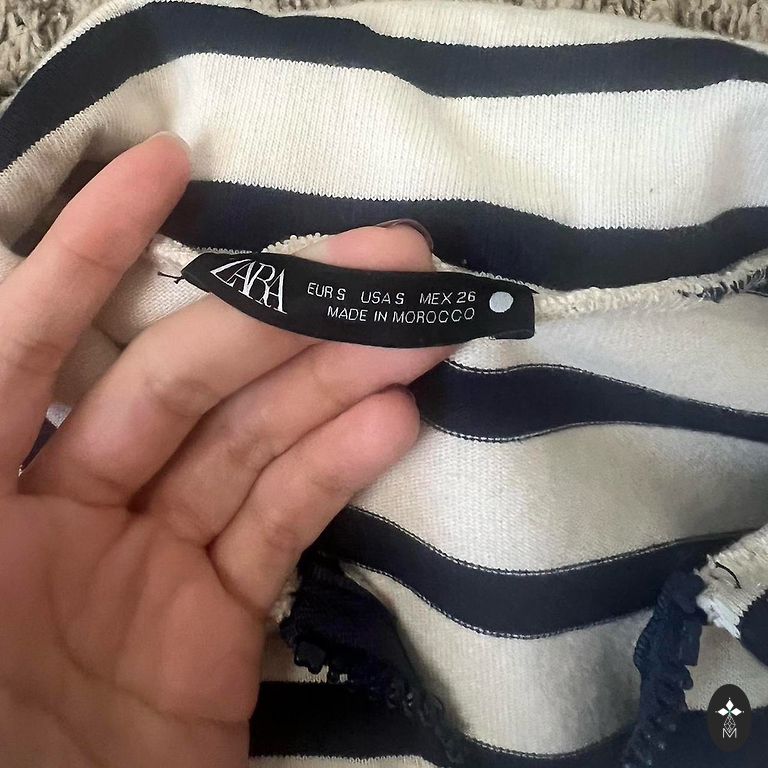 ZARA
EUR S USA S MEX 26
MADE IN MOROCCO
M